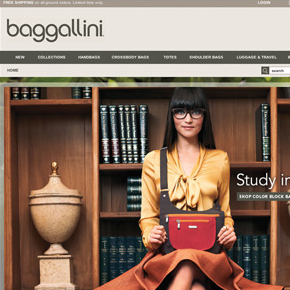 FREE SHIPPING on all ground orders. Limited time only.
LOGIN
baggallini
NEW COLLECTIONS HANDBAGS CROSSBODY BAGS TOTES SHOULDER BAGS LUGGAGE & TRAVEL
HOME
search
Study in
SHOP COLOR BLOCK BA